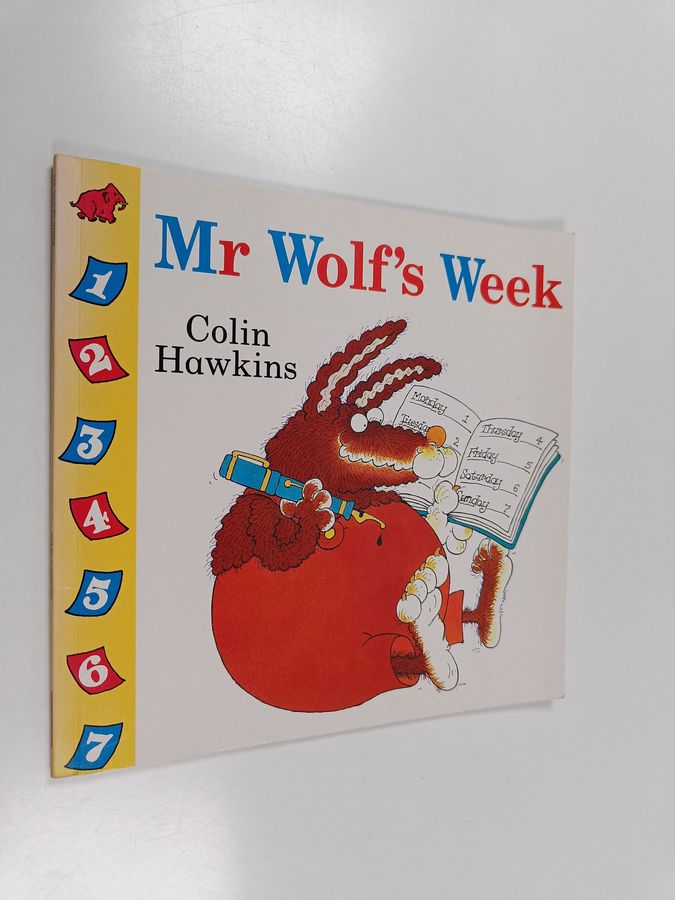 Mr Wolf's Week
Colin
Hawkins
1
2
3
4
5
6
7
Monday 1
Tuesday 2
Thursday 4
Friday 5
Saturday 6
Sunday 7